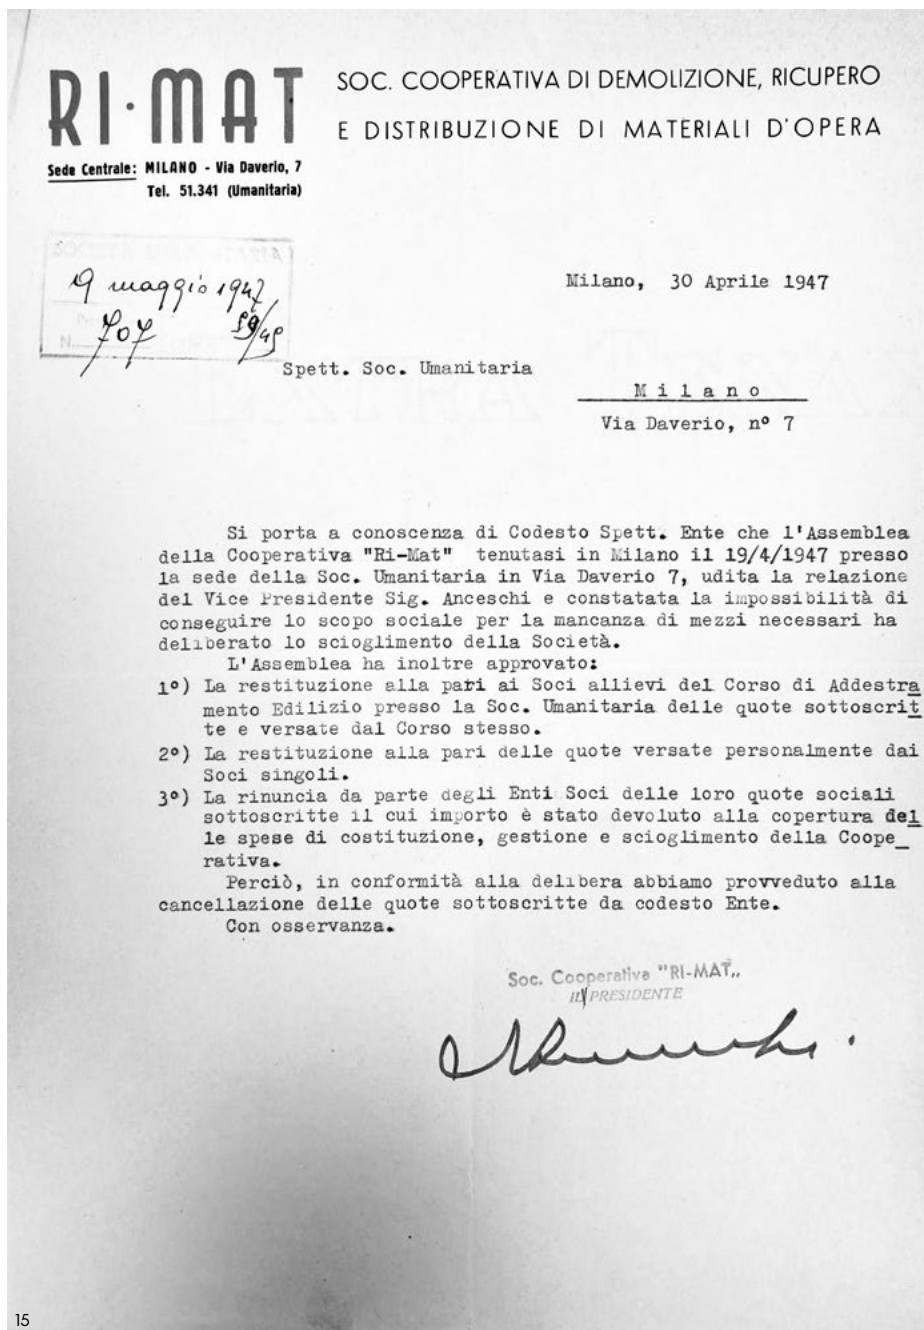 RI·MAT
SOC. COOPERATIVA DI DEMOLIZIONE, RICUPERO
E DISTRIBUZIONE DI MATERIALI D'OPERA
Sede Centrale: MILANO - Via Daverio, 7
Tel. 51.341 (Umanitaria)
SOCIETÀ UMANITARIA
9 maggio 1947
N. 707 59/45
Milano, 30 Aprile 1947
Spett. Soc. Umanitaria
Milano
Via Daverio, nº 7
Si porta a conoscenza di Codesto Spett. Ente che l'Assemblea
della Cooperativa "Ri-Mat" tenutasi in Milano il 19/4/1947 presso
la sede della Soc. Umanitaria in Via Daverio 7, udita la relazione
del Vice Presidente Sig. Anceschi e constatata la impossibilità di
conseguire lo scopo sociale per la mancanza di mezzi necessari ha
deliberato lo scioglimento della Società.
L'Assemblea ha inoltre approvato:
1º) La restituzione alla pari ai Soci allievi del Corso di Addestra
mento Edilizio presso la Soc. Umanitaria delle quote sottoscrit
te e versate dal Corso stesso.
2º) La restituzione alla pari delle quote versate personalmente dai
Soci singoli.
3º) La rinuncia da parte degli Enti Soci delle loro quote sociali
sottoscritte il cui importo è stato devoluto alla copertura del
le spese di costituzione, gestione e scioglimento della Coope_
rativa.
Perciò, in conformità alla delibera abbiamo provveduto alla
cancellazione delle quote sottoscritte da codesto Ente.
Con osservanza.
Soc. Cooperativa "RI-MAT„
IL PRESIDENTE
15